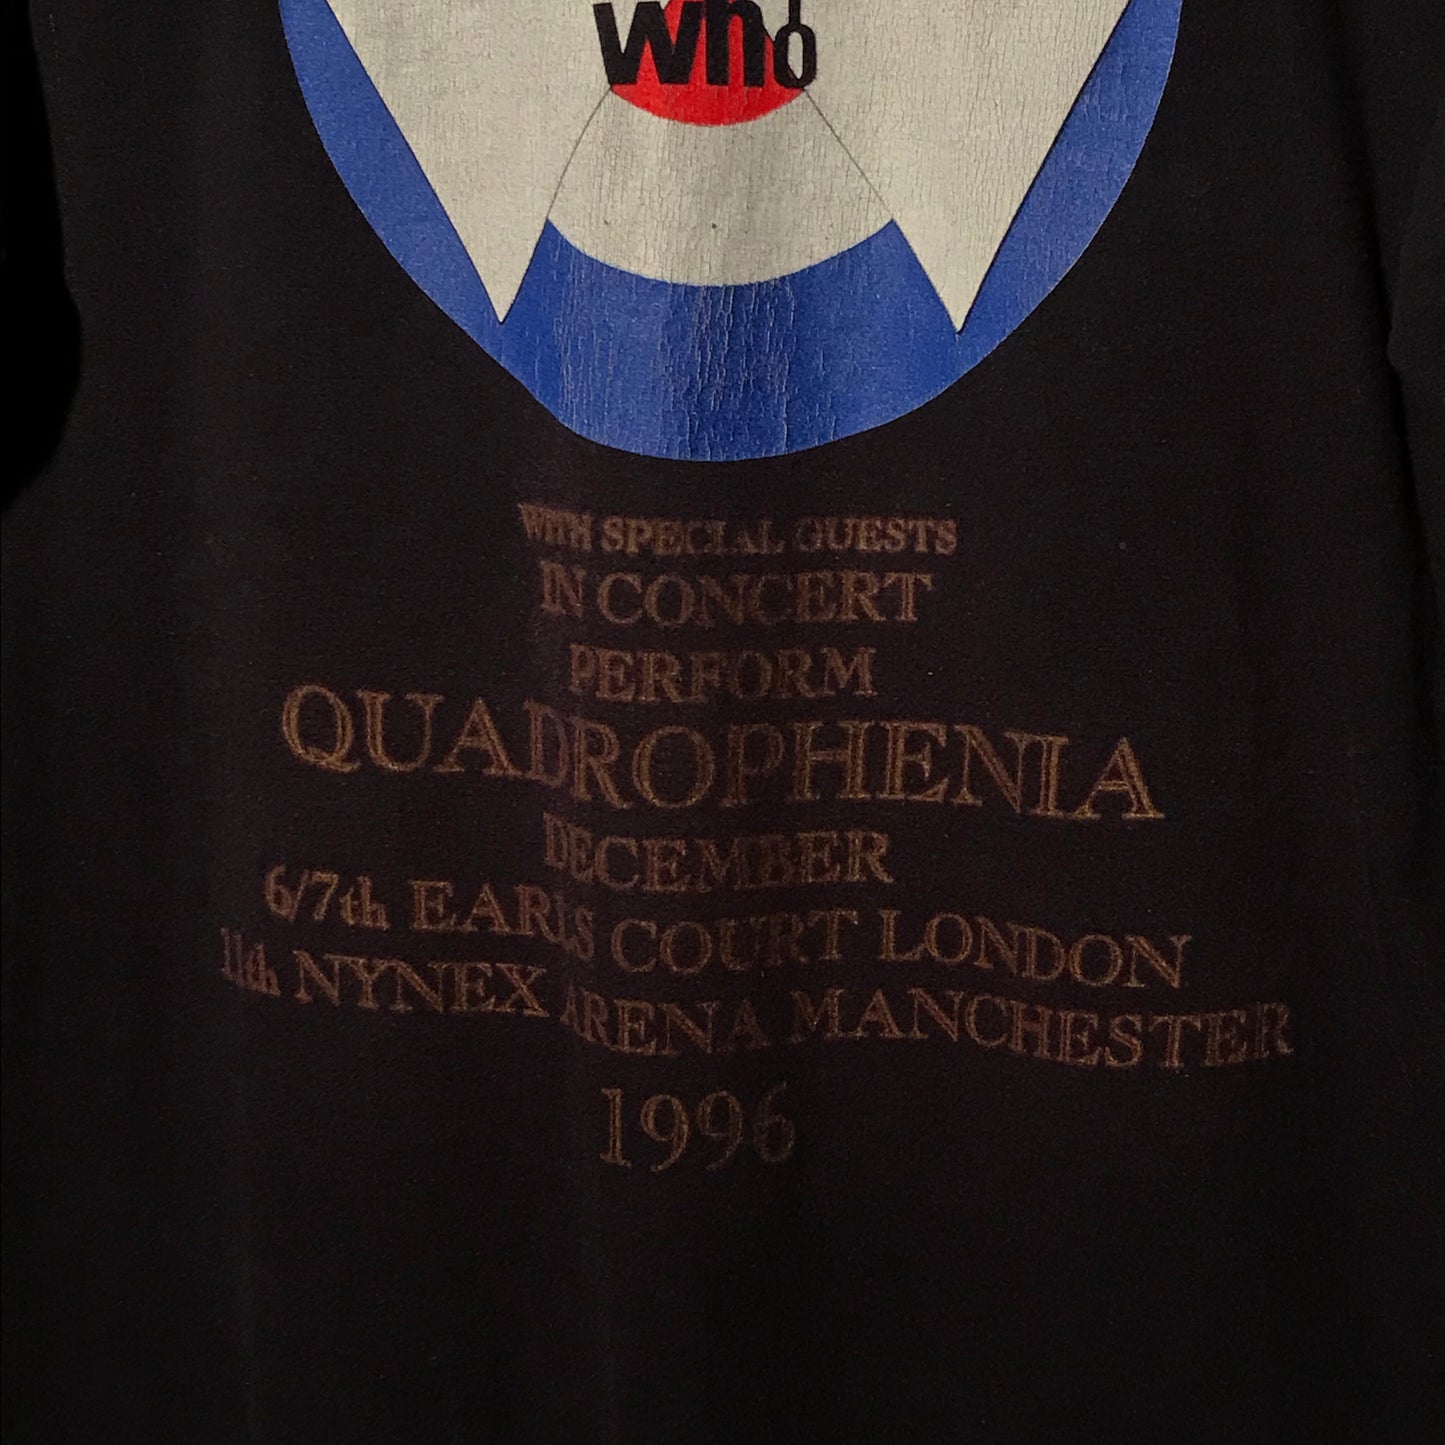 who
WITH SPECIAL GUESTS
IN CONCERT
PERFORM
QUADROPHENIA
DECEMBER
6/7th EARLS COURT LONDON
11th NYNEX ARENA MANCHESTER
1996